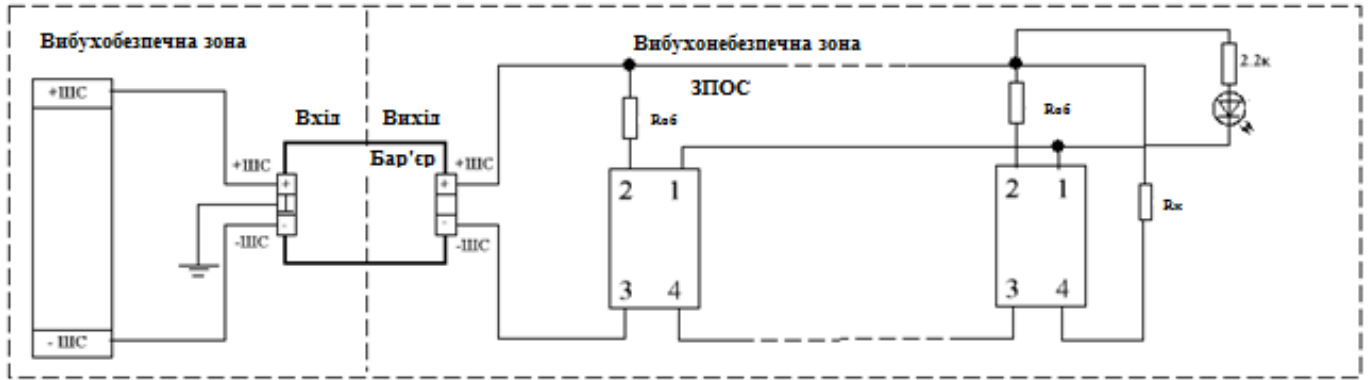 Вибухобезпечна зона
Вибухонебезпечна зона
+ШС
- ШС
Вхід
Вихід
Бар'єр
+ШС
-ШС
+
-
+ШС
-ШС
+
-
ЗПОС
Rоб
2 1
3 4
Rоб
2 1
3 4
2.2к
Rк